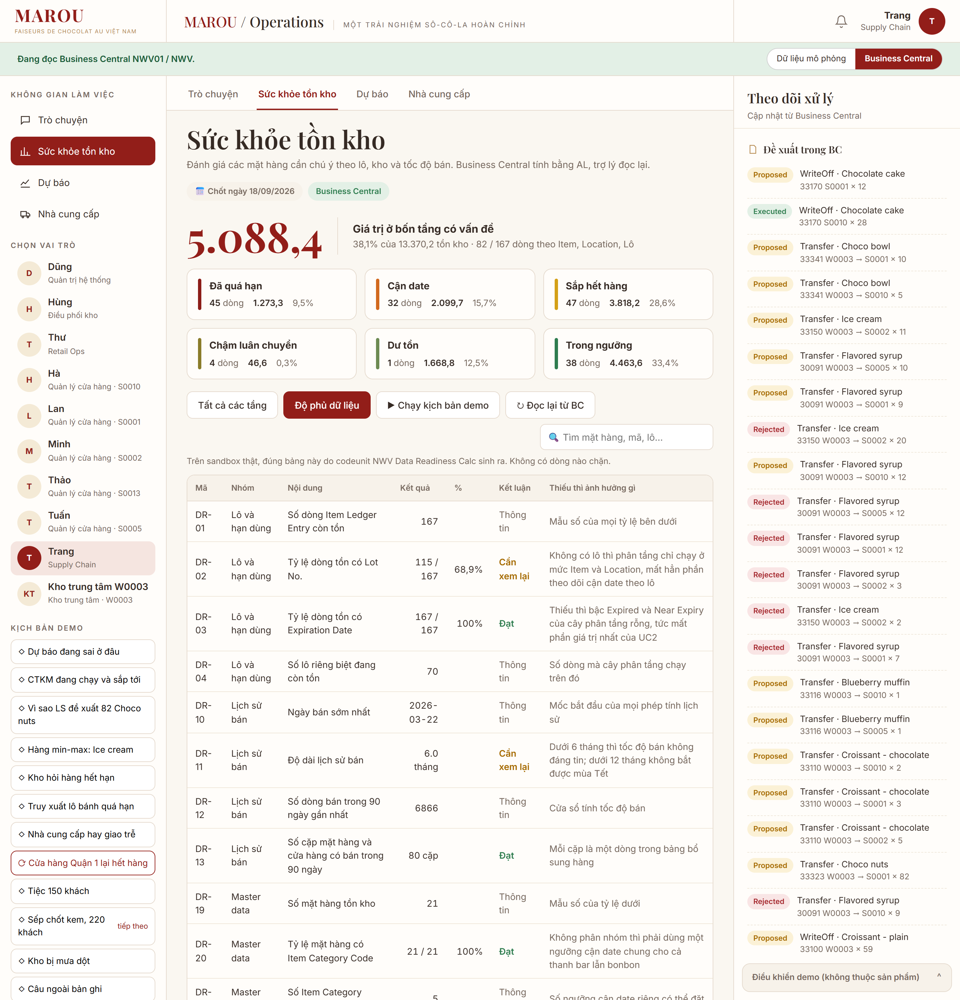 MAROU
FAISEURS DE CHOCOLAT AU VIỆT NAM
MAROU / Operations
MỘT TRẢI NGHIỆM SÔ-CÔ-LA HOÀN CHỈNH
Trang
Supply Chain
T
Đang đọc Business Central NWV01 / NWV.
Dữ liệu mô phỏng
Business Central
KHÔNG GIAN LÀM VIỆC
Trò chuyện
Sức khỏe tồn kho
Dự báo
Nhà cung cấp
CHỌN VAI TRÒ
D
Dũng
Quản trị hệ thống
H
Hùng
Điều phối kho
T
Thư
Retail Ops
H
Hà
Quản lý cửa hàng · S0010
L
Lan
Quản lý cửa hàng · S0001
M
Minh
Quản lý cửa hàng · S0002
T
Thảo
Quản lý cửa hàng · S0013
T
Tuấn
Quản lý cửa hàng · S0005
T
Trang
Supply Chain
KT
Kho trung tâm W0003
Kho trung tâm · W0003
KỊCH BẢN DEMO
◇ Dự báo đang sai ở đâu
◇ CTKM đang chạy và sắp tới
◇ Vì sao LS đề xuất 82 Choco
nuts
◇ Hàng min-max: Ice cream
◇ Kho hỏi hàng hết hạn
◇ Truy xuất lô bánh quá hạn
◇ Nhà cung cấp hay giao trễ
⟳ Cửa hàng Quận 1 lại hết hàng
◇ Tiệc 150 khách
◇ Sếp chốt kem, 220
khách
tiếp theo
◇ Kho bị mưa dột
◇ Câu ngoài bản ghi
Trò chuyện
Sức khỏe tồn kho
Dự báo
Nhà cung cấp
Sức khỏe tồn kho
Đánh giá các mặt hàng cần chú ý theo lô, kho và tốc độ bán. Business Central tính bằng AL, trợ lý đọc lại.
Chốt ngày 18/09/2026
Business Central
5.088,4
Giá trị ở bốn tầng có vấn đề
38,1% của 13.370,2 tồn kho · 82 / 167 dòng theo Item, Location, Lô
Đã quá hạn
45 dòng 1.273,3 9,5%
Cận date
32 dòng 2.099,7 15,7%
Sắp hết hàng
47 dòng 3.818,2 28,6%
Chậm luân chuyển
4 dòng 46,6 0,3%
Dư tồn
1 dòng 1.668,8 12,5%
Trong ngưỡng
38 dòng 4.463,6 33,4%
Tất cả các tầng
Độ phủ dữ liệu
▶ Chạy kịch bản demo
↻ Đọc lại từ BC
🔍 Tìm mặt hàng, mã, lô...
Trên sandbox thật, đúng bảng này do codeunit NWV Data Readiness Calc sinh ra. Không có dòng nào chặn.
Mã Nhóm Nội dung Kết quả % Kết luận Thiếu thì ảnh hưởng gì
DR-
01
Lô và
hạn dùng
Số dòng Item Ledger
Entry còn tồn
167
Thông
tin
Mẫu số của mọi tỷ lệ bên dưới
DR-
02
Lô và
hạn dùng
Tỷ lệ dòng tồn có Lot
No.
115 /
167
68,9%
Cần
xem lại
Không có lô thì phân tầng chỉ chạy ở
mức Item và Location, mất hẳn phần
theo dõi cận date theo lô
DR-
03
Lô và
hạn dùng
Tỷ lệ dòng tồn có
Expiration Date
167 /
167
100%
Đạt
Thiếu thì bậc Expired và Near Expiry
của cây phân tầng rỗng, tức mất
phần giá trị nhất của UC2
DR-
04
Lô và
hạn dùng
Số lô riêng biệt đang
còn tồn
70
Thông
tin
Số dòng mà cây phân tầng chạy
trên đó
DR-
10
Lịch sử
bán
Ngày bán sớm nhất
2026-
03-22
Thông
tin
Mốc bắt đầu của mọi phép tính lịch
sử
DR-
11
Lịch sử
bán
Độ dài lịch sử bán
6.0
tháng
Cần
xem lại
Dưới 6 tháng thì tốc độ bán không
đáng tin; dưới 12 tháng không bắt
được mùa Tết
DR-
12
Lịch sử
bán
Số dòng bán trong 90
ngày gần nhất
6866
Thông
tin
Cửa sổ tính tốc độ bán
DR-
13
Lịch sử
bán
Số cặp mặt hàng và
cửa hàng có bán trong
90 ngày
80 cặp
Đạt
Mỗi cặp là một dòng trong bảng bổ
sung hàng
DR-
19
Master
data
Số mặt hàng tồn kho
21
Thông
tin
Mẫu số của tỷ lệ dưới
DR-
20
Master
data
Tỷ lệ mặt hàng có
Item Category Code
21 / 21
100%
Đạt
Không phân nhóm thì phải dùng một
ngưỡng cận date chung cho cả
thanh bar lẫn bonbon
DR-
Master
Số Item Category
5
Thông
Số ngưỡng cận date riêng có thể đặt
Theo dõi xử lý
Cập nhật từ Business Central
Đề xuất trong BC
Proposed
WriteOff · Chocolate cake
33170 S0001 × 12
Executed
WriteOff · Chocolate cake
33170 S0010 × 28
Proposed
Transfer · Choco bowl
33341 W0003 → S0001 × 10
Proposed
Transfer · Choco bowl
33341 W0003 → S0010 × 5
Proposed
Transfer · Ice cream
33150 W0003 → S0002 × 11
Proposed
Transfer · Flavored syrup
30091 W0003 → S0005 × 10
Proposed
Transfer · Flavored syrup
30091 W0003 → S0001 × 9
Rejected
Transfer · Ice cream
33150 W0003 → S0002 × 20
Proposed
Transfer · Flavored syrup
30091 W0003 → S0010 × 12
Rejected
Transfer · Flavored syrup
30091 W0003 → S0005 × 12
Rejected
Transfer · Flavored syrup
30091 W0003 → S0001 × 12
Rejected
Transfer · Flavored syrup
30091 W0003 → S0002 × 3
Rejected
Transfer · Ice cream
33150 W0003 → S0002 × 2
Rejected
Transfer · Flavored syrup
30091 W0003 → S0001 × 7
Proposed
Transfer · Blueberry muffin
33116 W0003 → S0010 × 1
Proposed
Transfer · Blueberry muffin
33116 W0003 → S0005 × 1
Proposed
Transfer · Croissant - chocolate
33110 W0003 → S0010 × 2
Proposed
Transfer · Croissant - chocolate
33110 W0003 → S0001 × 3
Proposed
Transfer · Croissant - chocolate
33110 W0003 → S0002 × 5
Proposed
Transfer · Choco nuts
33323 W0003 → S0001 × 82
Rejected
Transfer · Flavored syrup
30091 W0003 → S0010 × 9
Proposed
WriteOff · Croissant - plain
33100 W0003 × 59
Điều khiển demo (không thuộc sản phẩm) ^